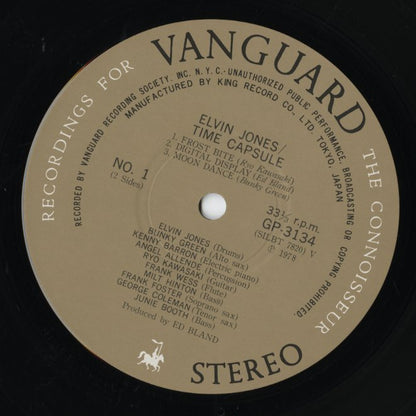 RECORDINGS FOR VANGUARD THE CONNOISSEUR
RECORDED BY VANGUARD RECORDING SOCIETY, INC. N.Y.C.-UNAUTHORIZED PUBLIC PERFORMANCE, BROADCASTING OR COPYING PROHIBITED.
MANUFACTURED BY KING RECORD CO., LTD. TOKYO, JAPAN
ELVIN JONES/
TIME CAPSULE
1. FROST BITE (Ryo Kawasaki)
2. DIGITAL DISPLAY (Ed Bland)
3. MOON DANCE (Bunky Green)
NO. 1
(2 Sides)
33⅓ r.p.m.
GP-3134
(SILBT 7899) V
Ⓟ 1978
ELVIN JONES (Drums)
BUNKY GREEN (Alto sax)
KENNY BARRON (Electric piano)
ANGEL ALLENDE (Percussion)
RYO KAWASAKI (Guitar)
FRANK WESS (Flute)
MILT HINTON (Bass)
FRANK FOSTER (Soprano sax)
GEORGE COLEMAN (Tenor sax)
JUNIE BOOTH (Bass)
Produced by ED BLAND
STEREO